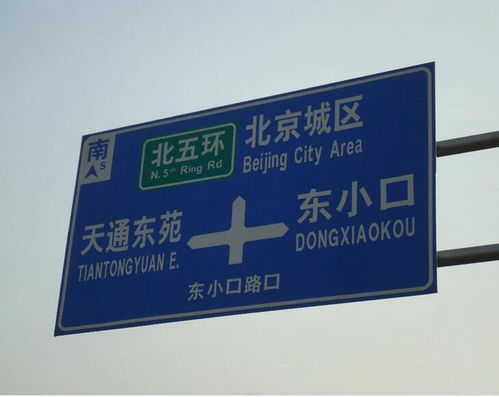 南
S
北五环
N. 5th Ring Rd
北京城区
Beijing City Area
天通东苑
TIANTONGYUAN E.
东小口
DONGXIAOKOU
东小口路口